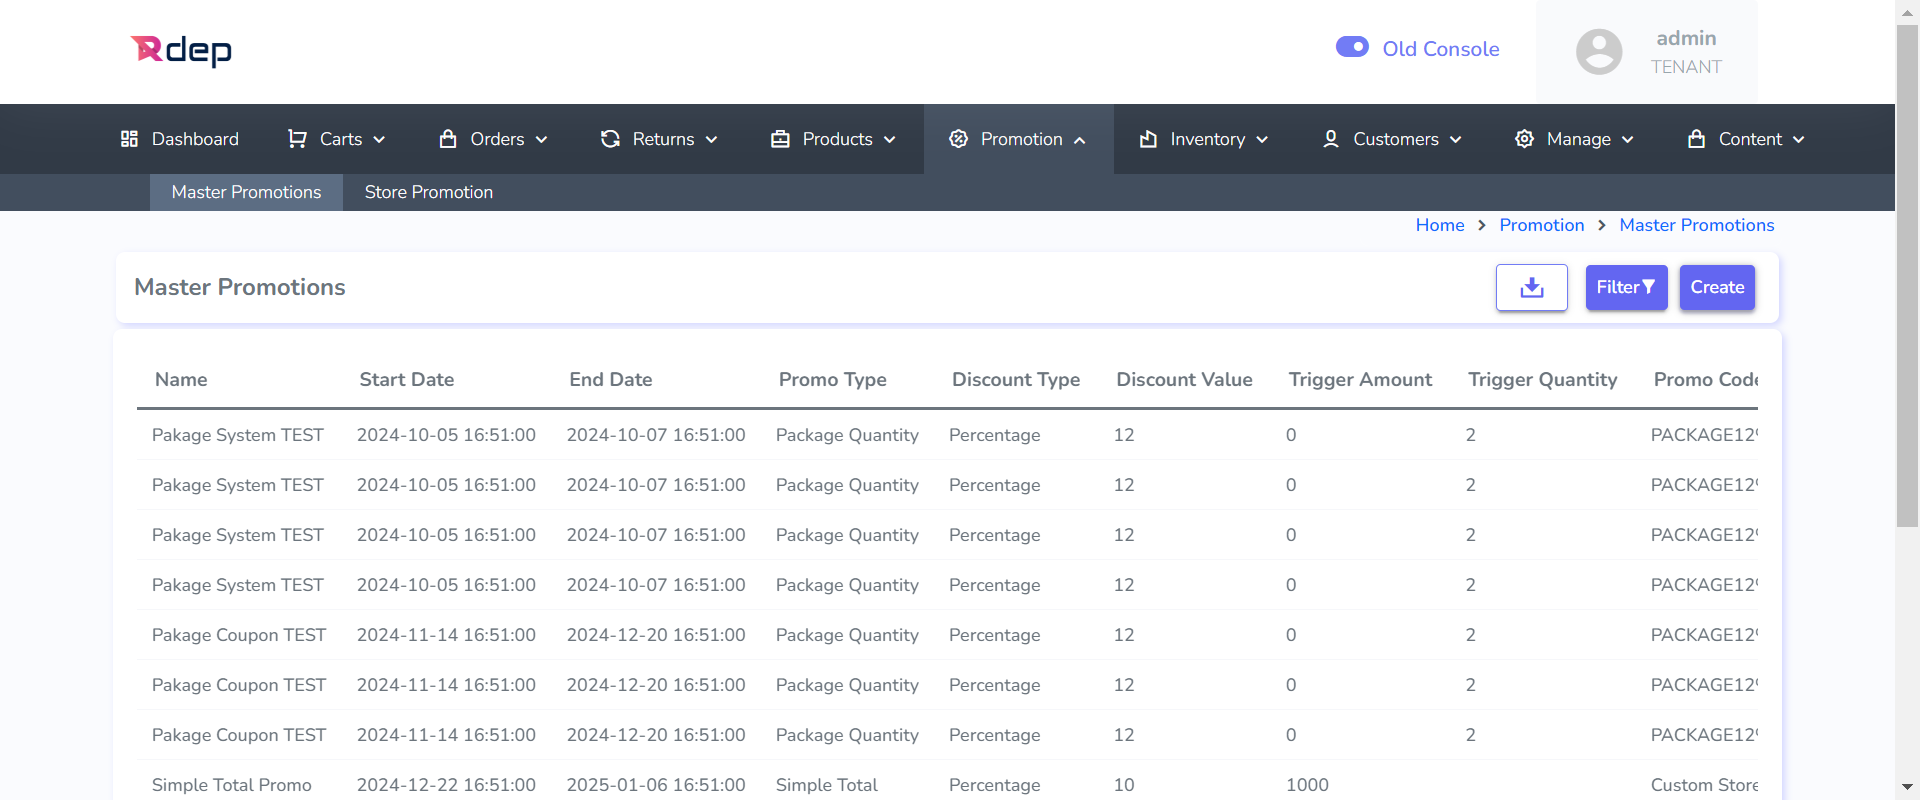 Rdep
Old Console
admin
TENANT
Dashboard Carts Orders Returns Products Promotion Inventory Customers Manage Content
Master Promotions Store Promotion
Home > Promotion > Master Promotions
Master Promotions Filter Create
Name Start Date End Date Promo Type Discount Type Discount Value Trigger Amount Trigger Quantity Promo Code
Pakage System TEST 2024-10-05 16:51:00 2024-10-07 16:51:00 Package Quantity Percentage 12 0 2 PACKAGE12%
Pakage System TEST 2024-10-05 16:51:00 2024-10-07 16:51:00 Package Quantity Percentage 12 0 2 PACKAGE12%
Pakage System TEST 2024-10-05 16:51:00 2024-10-07 16:51:00 Package Quantity Percentage 12 0 2 PACKAGE12%
Pakage System TEST 2024-10-05 16:51:00 2024-10-07 16:51:00 Package Quantity Percentage 12 0 2 PACKAGE12%
Pakage Coupon TEST 2024-11-14 16:51:00 2024-12-20 16:51:00 Package Quantity Percentage 12 0 2 PACKAGE12%
Pakage Coupon TEST 2024-11-14 16:51:00 2024-12-20 16:51:00 Package Quantity Percentage 12 0 2 PACKAGE12%
Pakage Coupon TEST 2024-11-14 16:51:00 2024-12-20 16:51:00 Package Quantity Percentage 12 0 2 PACKAGE12%
Simple Total Promo 2024-12-22 16:51:00 2025-01-06 16:51:00 Simple Total Percentage 10 1000 Custom Store